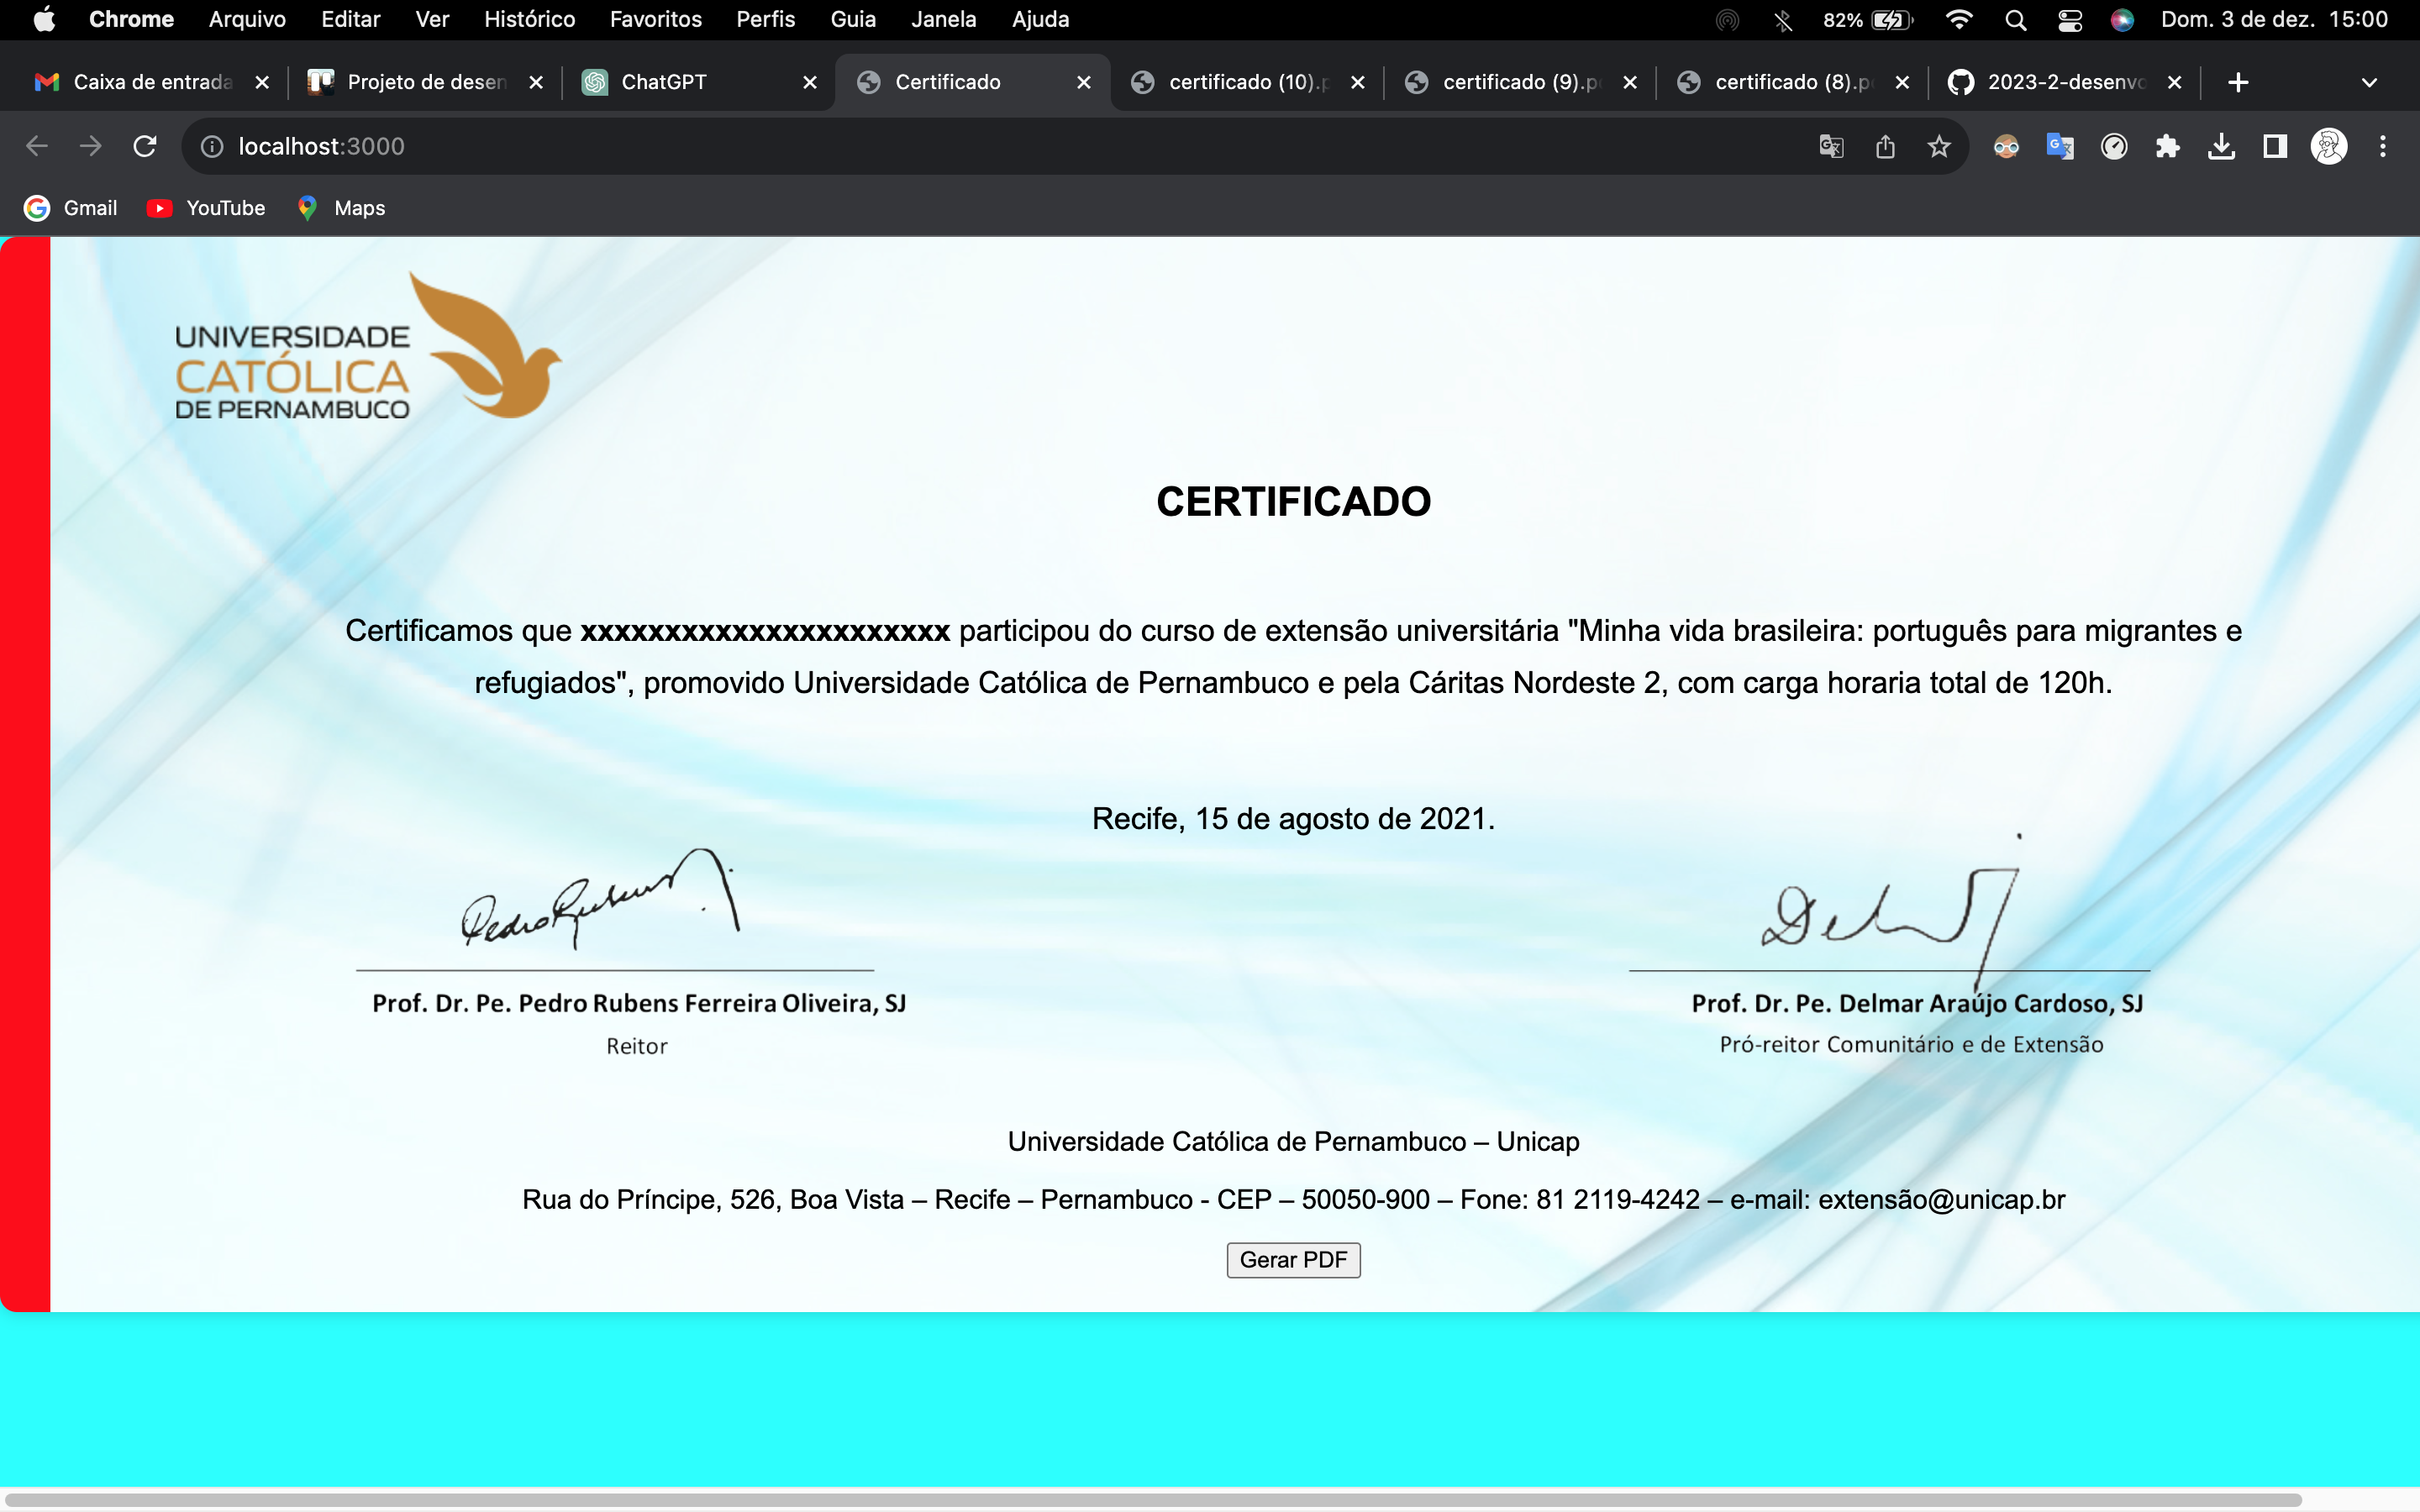 Chrome Arquivo Editar Ver Histórico Favoritos Perfis Guia Janela Ajuda 82% Dom. 3 de dez. 15:00
Caixa de entrada Projeto de desen ChatGPT Certificado certificado (10).p certificado (9).p certificado (8).p 2023-2-desenvo
localhost:3000
Gmail YouTube Maps
UNIVERSIDADE
CATÓLICA
DE PERNAMBUCO
CERTIFICADO
Certificamos que xxxxxxxxxxxxxxxxxxxxxx participou do curso de extensão universitária "Minha vida brasileira: português para migrantes e
refugiados", promovido Universidade Católica de Pernambuco e pela Cáritas Nordeste 2, com carga horaria total de 120h.
Recife, 15 de agosto de 2021.
Pedro Rubens
Prof. Dr. Pe. Pedro Rubens Ferreira Oliveira, SJ
Reitor
Prof. Dr. Pe. Delmar Araújo Cardoso, SJ
Pró-reitor Comunitário e de Extensão
Universidade Católica de Pernambuco – Unicap
Rua do Príncipe, 526, Boa Vista – Recife – Pernambuco - CEP – 50050-900 – Fone: 81 2119-4242 – e-mail: extensão@unicap.br
Gerar PDF